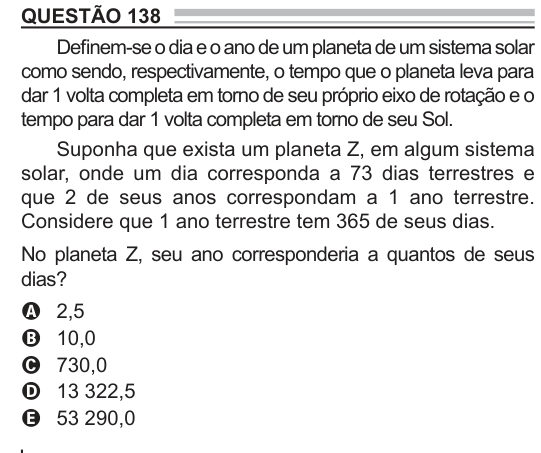 QUESTÃO 138
Definem-se o dia e o ano de um planeta de um sistema solar
como sendo, respectivamente, o tempo que o planeta leva para
dar 1 volta completa em torno de seu próprio eixo de rotação e o
tempo para dar 1 volta completa em torno de seu Sol.
Suponha que exista um planeta Z, em algum sistema
solar, onde um dia corresponda a 73 dias terrestres e
que 2 de seus anos correspondam a 1 ano terrestre.
Considere que 1 ano terrestre tem 365 de seus dias.
No planeta Z, seu ano corresponderia a quantos de seus
dias?
A 2,5
B 10,0
C 730,0
D 13 322,5
E 53 290,0